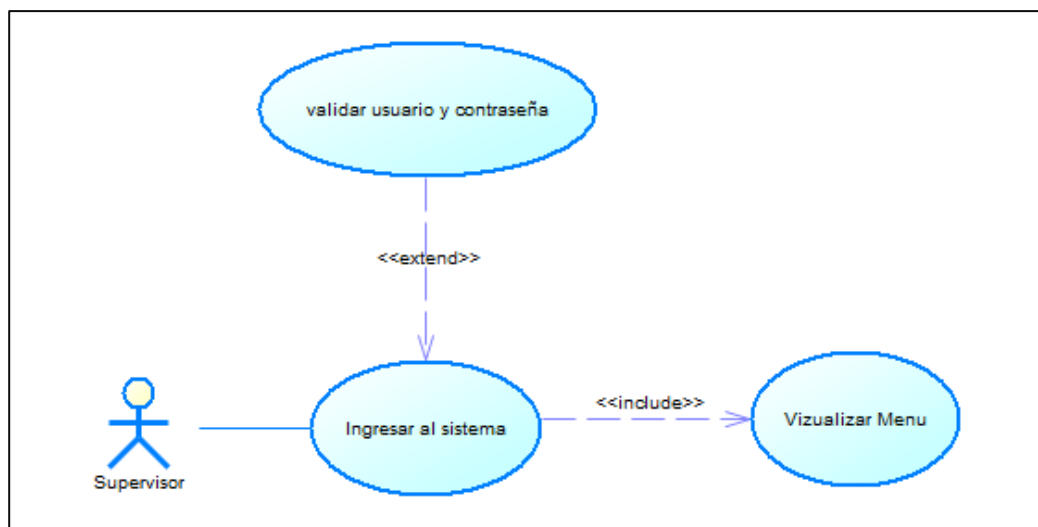 validar usuario y contraseña
<<extend>>
<<include>>
Ingresar al sistema
Vizualizar Menu
Supervisor